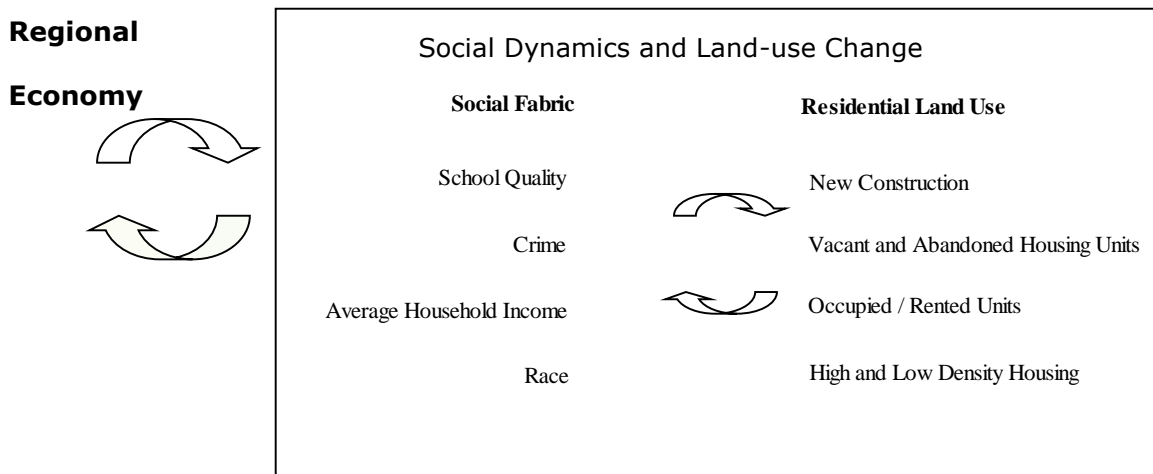 Regional
Economy
Social Dynamics and Land-use Change
Social Fabric
Residential Land Use
School Quality
New Construction
Crime
Vacant and Abandoned Housing Units
Average Household Income
Occupied / Rented Units
Race
High and Low Density Housing